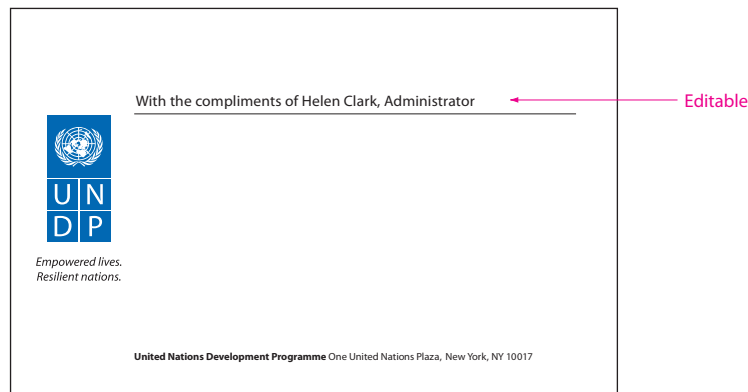 With the compliments of Helen Clark, Administrator
Editable
U N
D P
Empowered lives.
Resilient nations.
United Nations Development Programme One United Nations Plaza, New York, NY 10017